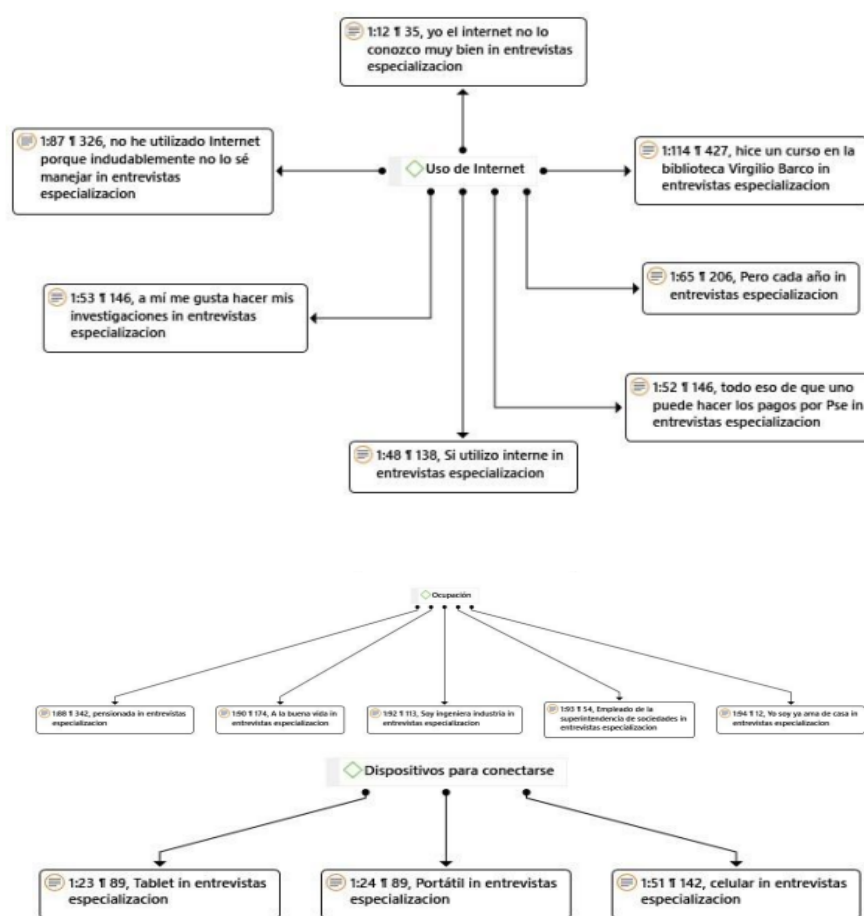 1:12 ¶ 35, yo el internet no lo
conozco muy bien in entrevistas
especializacion
1:87 ¶ 326, no he utilizado Internet
porque indudablemente no lo sé
manejar in entrevistas
especializacion
Uso de Internet
1:114 ¶ 427, hice un curso en la
biblioteca Virgilio Barco in
entrevistas especializacion
1:65 ¶ 206, Pero cada año in
entrevistas especializacion
1:53 ¶ 146, a mí me gusta hacer mis
investigaciones in entrevistas
especializacion
1:52 ¶ 146, todo eso de que uno
puede hacer los pagos por Pse in
entrevistas especializacion
1:48 ¶ 138, Si utilizo interne in
entrevistas especializacion
Ocupación
1:88 ¶ 342, pensionada in entrevistas
especializacion
1:90 ¶ 174, A la buena vida in
entrevistas especializacion
1:92 ¶ 113, Soy ingeniera industria in
entrevistas especializacion
1:93 ¶ 54, Empleado de la
superintendencia de sociedades in
entrevistas especializacion
1:94 ¶ 12, Yo soy ya ama de casa in
entrevistas especializacion
Dispositivos para conectarse
1:23 ¶ 89, Tablet in entrevistas
especializacion
1:24 ¶ 89, Portátil in entrevistas
especializacion
1:51 ¶ 142, celular in entrevistas
especializacion